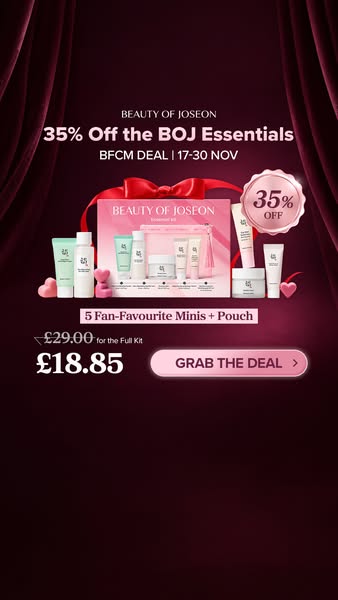 BEAUTY OF JOSEON
35% Off the BOJ Essentials
BFCM DEAL | 17-30 NOV
BEAUTY OF JOSEON
35%
OFF
5 Fan-Favourite Minis + Pouch
£29.00 for the Full Kit
£18.85
GRAB THE DEAL >